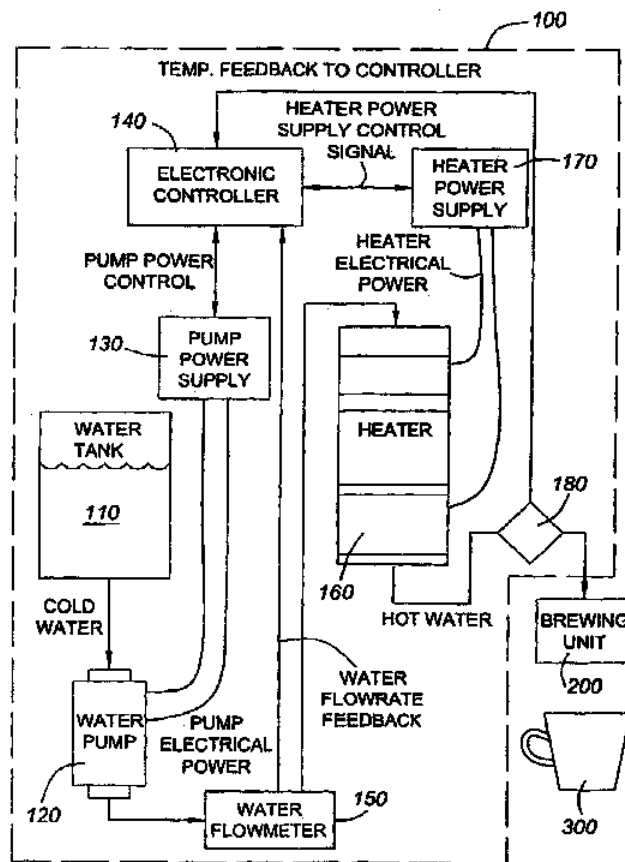 100
TEMP. FEEDBACK TO CONTROLLER
140
HEATER POWER
SUPPLY CONTROL
SIGNAL
170
ELECTRONIC
CONTROLLER
HEATER
POWER
SUPPLY
PUMP POWER
CONTROL
HEATER
ELECTRICAL
POWER
130
PUMP
POWER
SUPPLY
WATER
TANK
110
HEATER
180
160
COLD
WATER
HOT WATER
BREWING
UNIT
200
WATER
FLOWRATE
FEEDBACK
WATER
PUMP
PUMP
ELECTRICAL
POWER
120
WATER
FLOWMETER
150
300